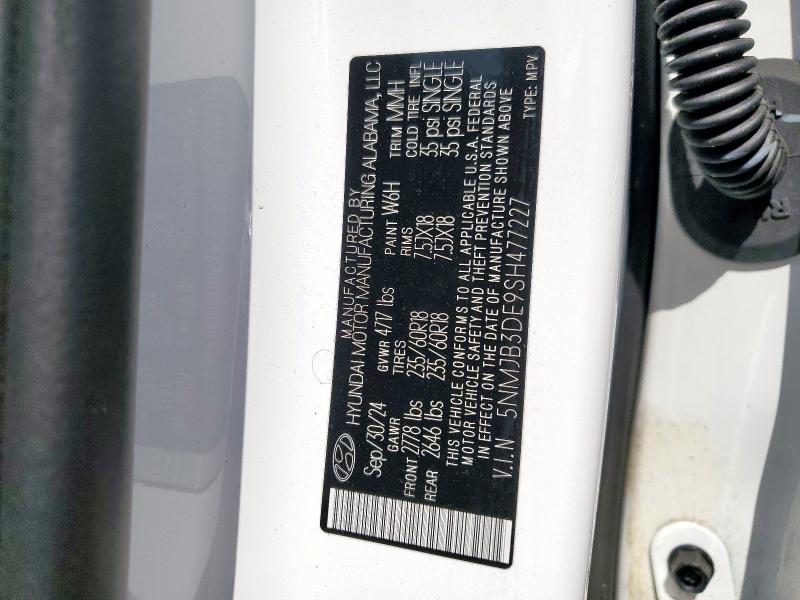 MANUFACTURED BY
HYUNDAI MOTOR MANUFACTURING ALABAMA, LLC
Sep/30/24 GVWR 4717 lbs PAINT W6H TRIM MMH
GAWR TIRES RIMS COLD TIRE INFL
FRONT 2778 lbs 235/60R18 7.5JX18 35 psi SINGLE
REAR 2646 lbs 235/60R18 7.5JX18 35 psi SINGLE
THIS VEHICLE CONFORMS TO ALL APPLICABLE U.S.A. FEDERAL
MOTOR VEHICLE SAFETY AND THEFT PREVENTION STANDARDS
IN EFFECT ON THE DATE OF MANUFACTURE SHOWN ABOVE
V.I.N 5NMJB3DE9SH477227 TYPE: MPV